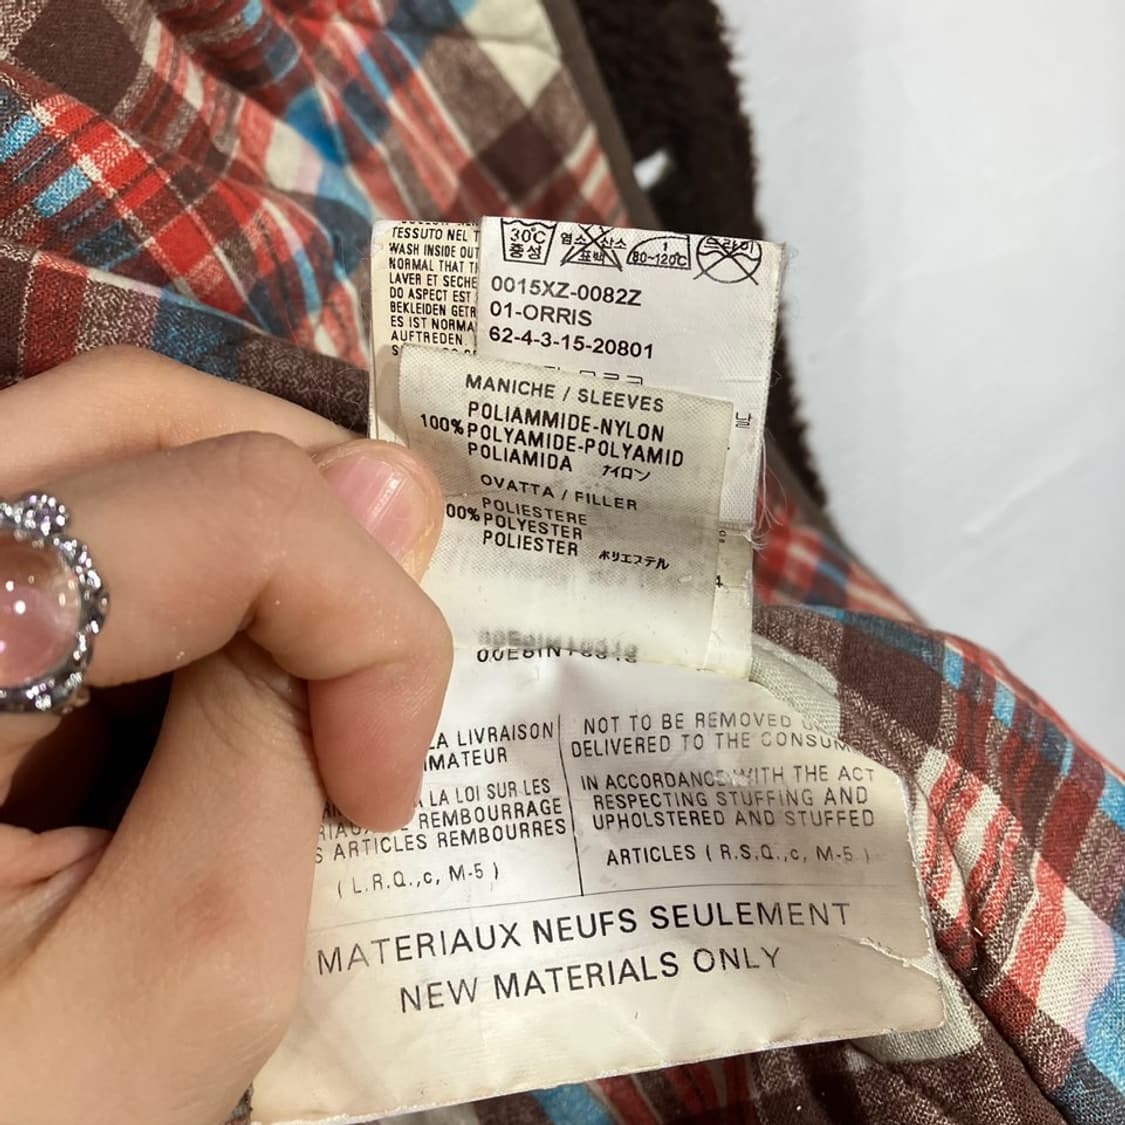 TESSUTO NEL T
WASH INSIDE OUT
NORMAL THAT TH
LAVER ET SECHE
DO ASPECT EST
BEKLEIDEN GETR
ES IST NORMA
AUFTREDEN.
30℃
중성
염소 산소
표백
80~120℃
드라이
0015XZ-0082Z
01-ORRIS
62-4-3-15-20801
MANICHE / SLEEVES
POLIAMMIDE-NYLON
100% POLYAMIDE-POLYAMID
POLIAMIDA ナイロン
OVATTA / FILLER
POLIESTERE
00% POLYESTER
POLIESTER ポリエステル
LA LIVRAISON
MATEUR
LA LOI SUR LES
REMBOURRAGE
S ARTICLES REMBOURRES
( L.R.Q.,c, M-5 )
NOT TO BE REMOVED
DELIVERED TO THE CONSUM
IN ACCORDANCE WITH THE ACT
RESPECTING STUFFING AND
UPHOLSTERED AND STUFFED
ARTICLES ( R.S,Q.,c, M-5 )
MATERIAUX NEUFS SEULEMENT
NEW MATERIALS ONLY